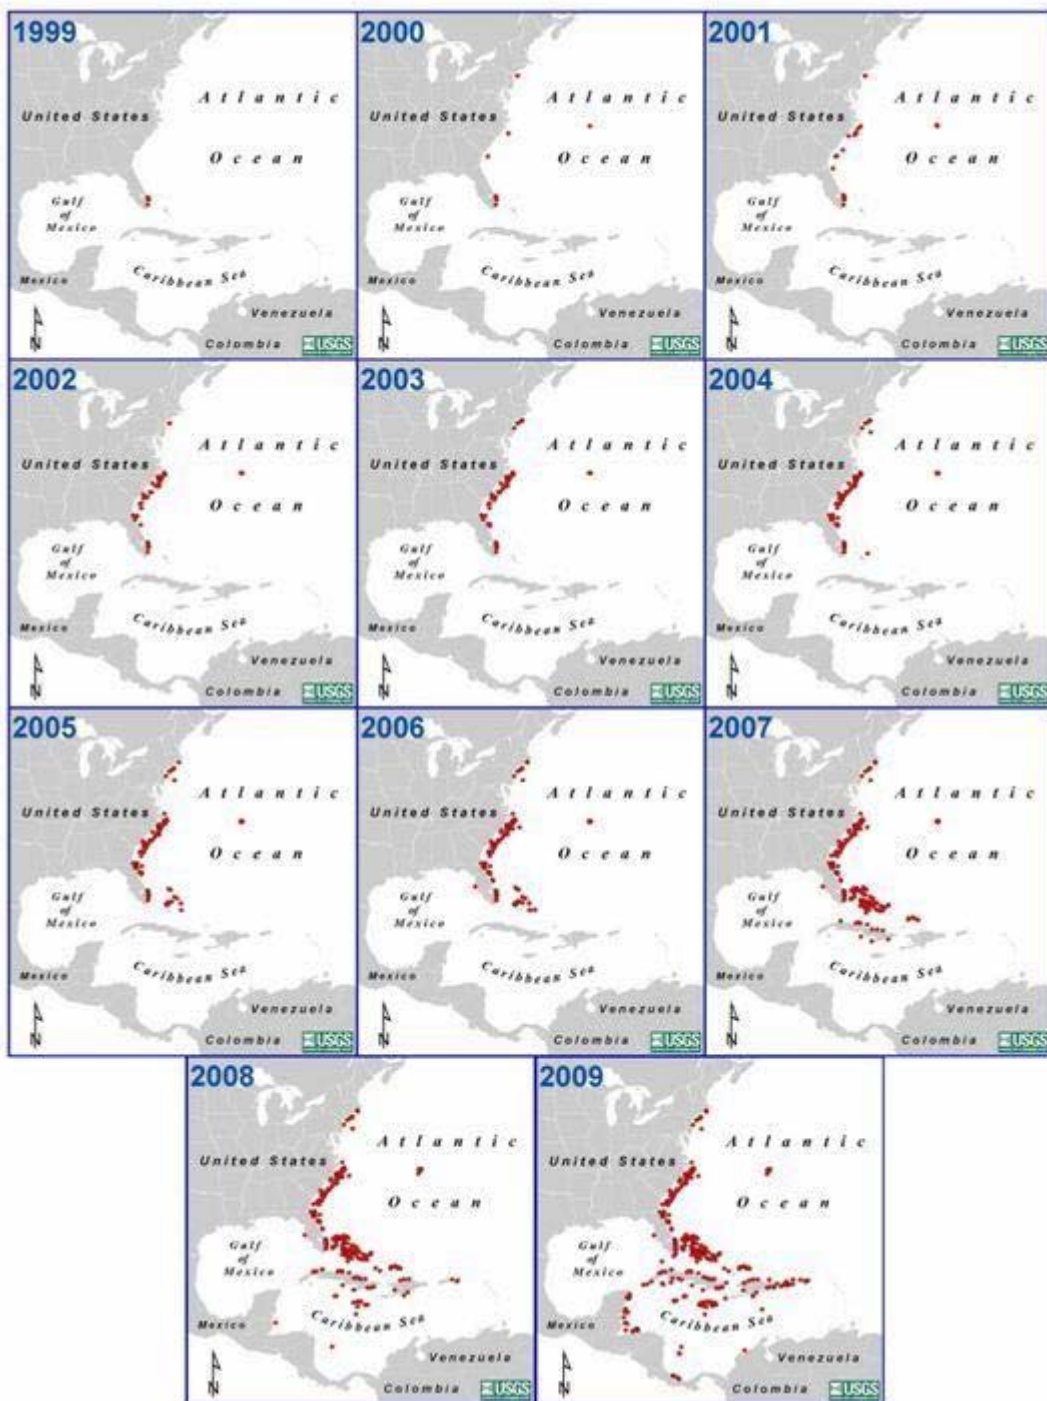 1999
Atlantic
United States
Ocean
Gulf
of
Mexico
Caribbean Sea
Mexico
Venezuela
N
Colombia
USGS
2000
Atlantic
United States
Ocean
Gulf
of
Mexico
Caribbean Sea
Mexico
Venezuela
N
Colombia
USGS
2001
Atlantic
United States
Ocean
Gulf
of
Mexico
Caribbean Sea
Mexico
Venezuela
N
Colombia
USGS
2002
Atlantic
United States
Ocean
Gulf
of
Mexico
Caribbean Sea
Mexico
Venezuela
N
Colombia
USGS
2003
Atlantic
United States
Ocean
Gulf
of
Mexico
Caribbean Sea
Mexico
Venezuela
N
Colombia
USGS
2004
Atlantic
United States
Ocean
Gulf
of
Mexico
Caribbean Sea
Mexico
Venezuela
N
Colombia
USGS
2005
Atlantic
United States
Ocean
Gulf
of
Mexico
Caribbean Sea
Mexico
Venezuela
N
Colombia
USGS
2006
Atlantic
United States
Ocean
Gulf
of
Mexico
Caribbean Sea
Mexico
Venezuela
N
Colombia
USGS
2007
Atlantic
United States
Ocean
Gulf
of
Mexico
Caribbean Sea
Mexico
Venezuela
N
Colombia
USGS
2008
Atlantic
United States
Ocean
Gulf
of
Mexico
Caribbean Sea
Mexico
Venezuela
N
Colombia
USGS
2009
Atlantic
United States
Ocean
Gulf
of
Mexico
Caribbean Sea
Mexico
Venezuela
N
Colombia
USGS